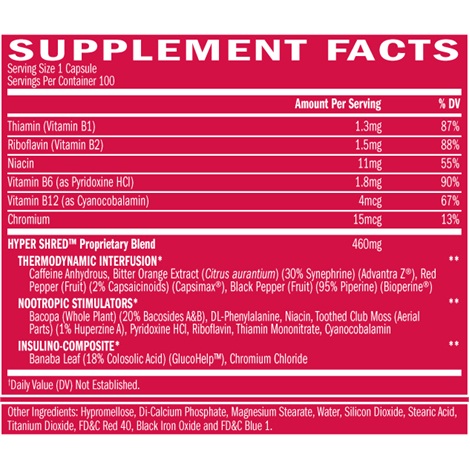 SUPPLEMENT FACTS
Serving Size 1 Capsule
Servings Per Container 100
Amount Per Serving % DV
Thiamin (Vitamin B1) 1.3mg 87%
Riboflavin (Vitamin B2) 1.5mg 88%
Niacin 11mg 55%
Vitamin B6 (as Pyridoxine HCl) 1.8mg 90%
Vitamin B12 (as Cyanocobalamin) 4mcg 67%
Chromium 15mcg 13%
HYPER SHRED™ Proprietary Blend 460mg
THERMODYNAMIC INTERFUSION* **
Caffeine Anhydrous, Bitter Orange Extract (Citrus aurantium) (30% Synephrine) (Advantra Z®), Red
Pepper (Fruit) (2% Capsaicinoids) (Capsimax®), Black Pepper (Fruit) (95% Piperine) (Bioperine®)
NOOTROPIC STIMULATORS* **
Bacopa (Whole Plant) (20% Bacosides A&B), DL-Phenylalanine, Niacin, Toothed Club Moss (Aerial
Parts) (1% Huperzine A), Pyridoxine HCl, Riboflavin, Thiamin Mononitrate, Cyanocobalamin
INSULINO-COMPOSITE* **
Banaba Leaf (18% Colosolic Acid) (GlucoHelp™), Chromium Chloride
†Daily Value (DV) Not Established.
Other Ingredients: Hypromellose, Di-Calcium Phosphate, Magnesium Stearate, Water, Silicon Dioxide, Stearic Acid,
Titanium Dioxide, FD&C Red 40, Black Iron Oxide and FD&C Blue 1.